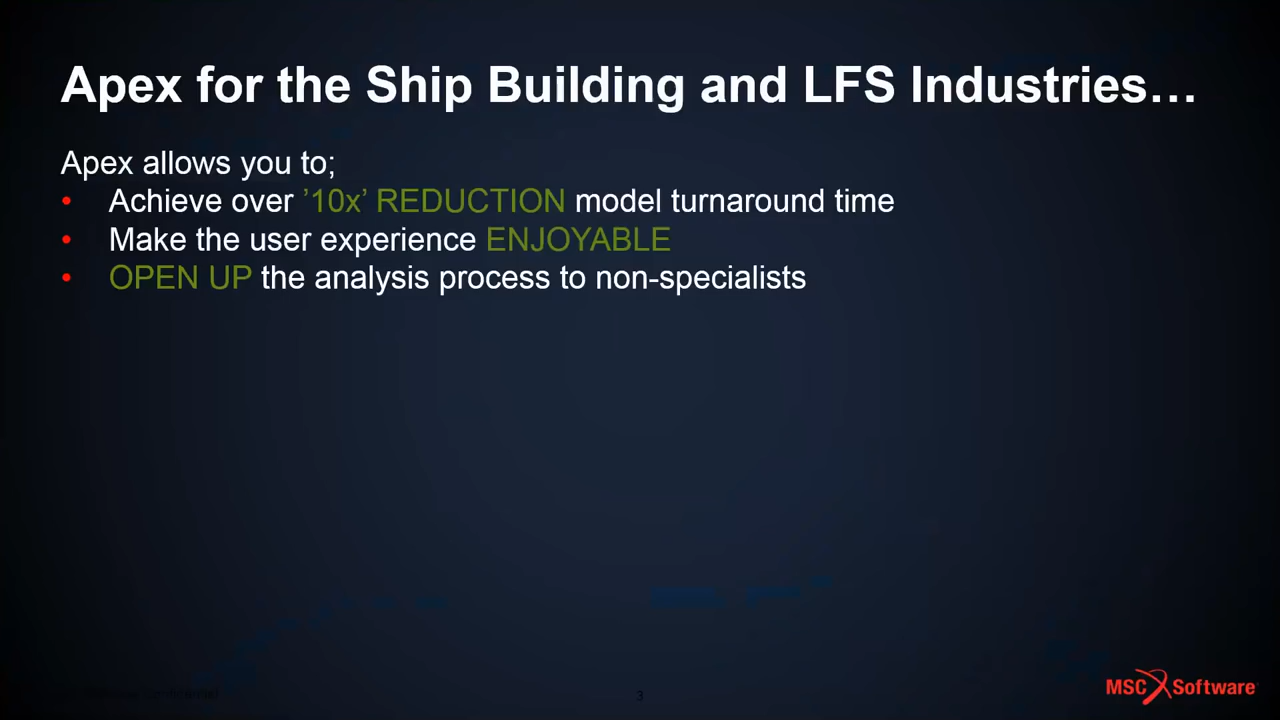 Apex for the Ship Building and LFS Industries…
Apex allows you to;
• Achieve over ’10x’ REDUCTION model turnaround time
• Make the user experience ENJOYABLE
• OPEN UP the analysis process to non-specialists
3
MSC Software